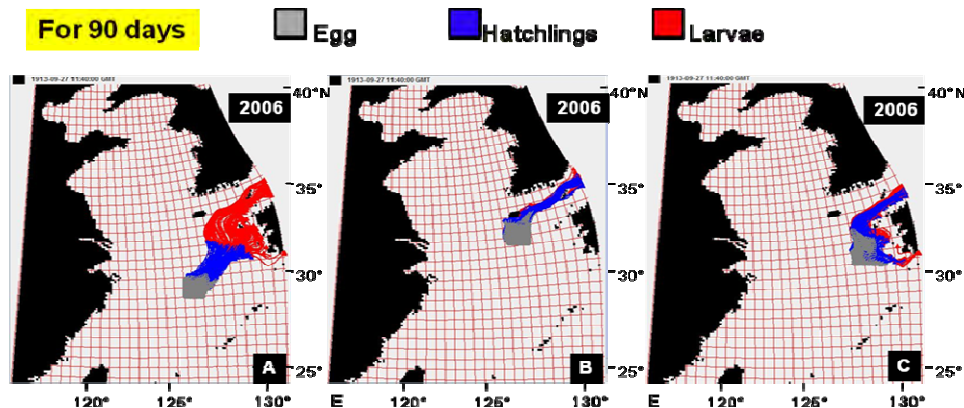 For 90 days
Egg
Hatchlings
Larvae
1913-09-27 11:40:00 GMT
1913-09-27 11:40:00 GMT
1913-09-27 11:40:00 GMT
2006
40°N
2006
40°N
2006
40°N
35°
35°
35°
30°
30°
30°
A
25°
B
25°
C
25°
120° 125° 130° E 120° 125° 130° E 120° 125° 130°